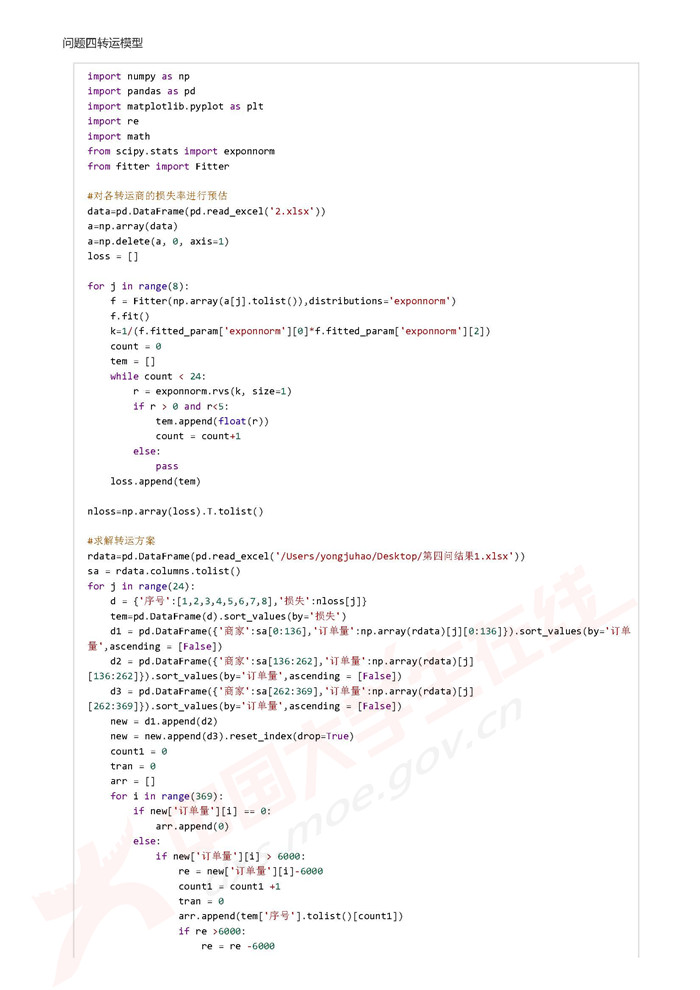 问题四转运模型
import numpy as np
import pandas as pd
import matplotlib.pyplot as plt
import re
import math
from scipy.stats import exponnorm
from fitter import Fitter
#对各转运商的损失率进行预估
data=pd.DataFrame(pd.read_excel('2.xlsx'))
a=np.array(data)
a=np.delete(a, 0, axis=1)
loss = []
for j in range(8):
    f = Fitter(np.array(a[j].tolist()),distributions='exponnorm')
    f.fit()
    k=1/(f.fitted_param['exponnorm'][0]*f.fitted_param['exponnorm'][2])
    count = 0
    tem = []
    while count < 24:
        r = exponnorm.rvs(k, size=1)
        if r > 0 and r<5:
            tem.append(float(r))
            count = count+1
        else:
            pass
    loss.append(tem)
nloss=np.array(loss).T.tolist()
#求解转运方案
rdata=pd.DataFrame(pd.read_excel('/Users/yongjuhao/Desktop/第四问结果1.xlsx'))
sa = rdata.columns.tolist()
for j in range(24):
    d = {'序号':[1,2,3,4,5,6,7,8],'损失':nloss[j]}
    tem=pd.DataFrame(d).sort_values(by='损失')
    d1 = pd.DataFrame({'商家':sa[0:136],'订单量':np.array(rdata)[j][0:136]}).sort_values(by='订单
量',ascending = [False])
    d2 = pd.DataFrame({'商家':sa[136:262],'订单量':np.array(rdata)[j]
[136:262]}).sort_values(by='订单量',ascending = [False])
    d3 = pd.DataFrame({'商家':sa[262:369],'订单量':np.array(rdata)[j]
[262:369]}).sort_values(by='订单量',ascending = [False])
    new = d1.append(d2)
    new = new.append(d3).reset_index(drop=True)
    count1 = 0
    tran = 0
    arr = []
    for i in range(369):
        if new['订单量'][i] == 0:
            arr.append(0)
        else:
            if new['订单量'][i] > 6000:
                re = new['订单量'][i]-6000
                count1 = count1 +1
                tran = 0
                arr.append(tem['序号'].tolist()[count1])
                if re >6000:
                    re = re -6000
中国大学生在线
.moe.gov.cn